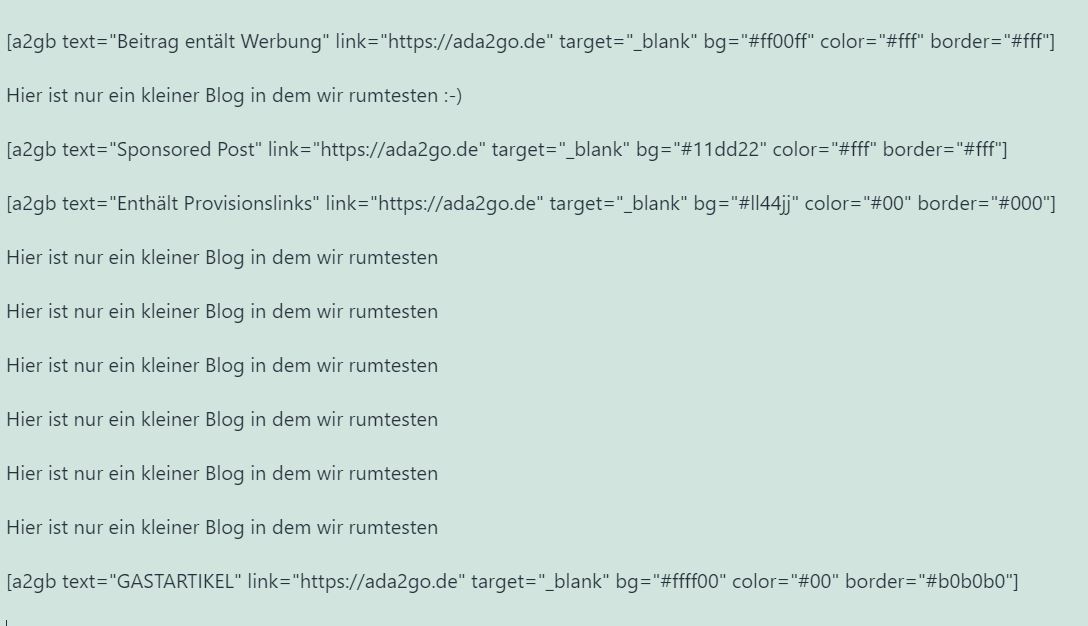 [a2gb text="Beitrag entält Werbung" link="https://ada2go.de" target="_blank" bg="#ff00ff" color="#fff" border="#fff"]
Hier ist nur ein kleiner Blog in dem wir rumtesten :-)
[a2gb text="Sponsored Post" link="https://ada2go.de" target="_blank" bg="#11dd22" color="#fff" border="#fff"]
[a2gb text="Enthält Provisionslinks" link="https://ada2go.de" target="_blank" bg="#ll44jj" color="#00" border="#000"]
Hier ist nur ein kleiner Blog in dem wir rumtesten
Hier ist nur ein kleiner Blog in dem wir rumtesten
Hier ist nur ein kleiner Blog in dem wir rumtesten
Hier ist nur ein kleiner Blog in dem wir rumtesten
Hier ist nur ein kleiner Blog in dem wir rumtesten
Hier ist nur ein kleiner Blog in dem wir rumtesten
[a2gb text="GASTARTIKEL" link="https://ada2go.de" target="_blank" bg="#ffff00" color="#00" border="#b0b0b0"]